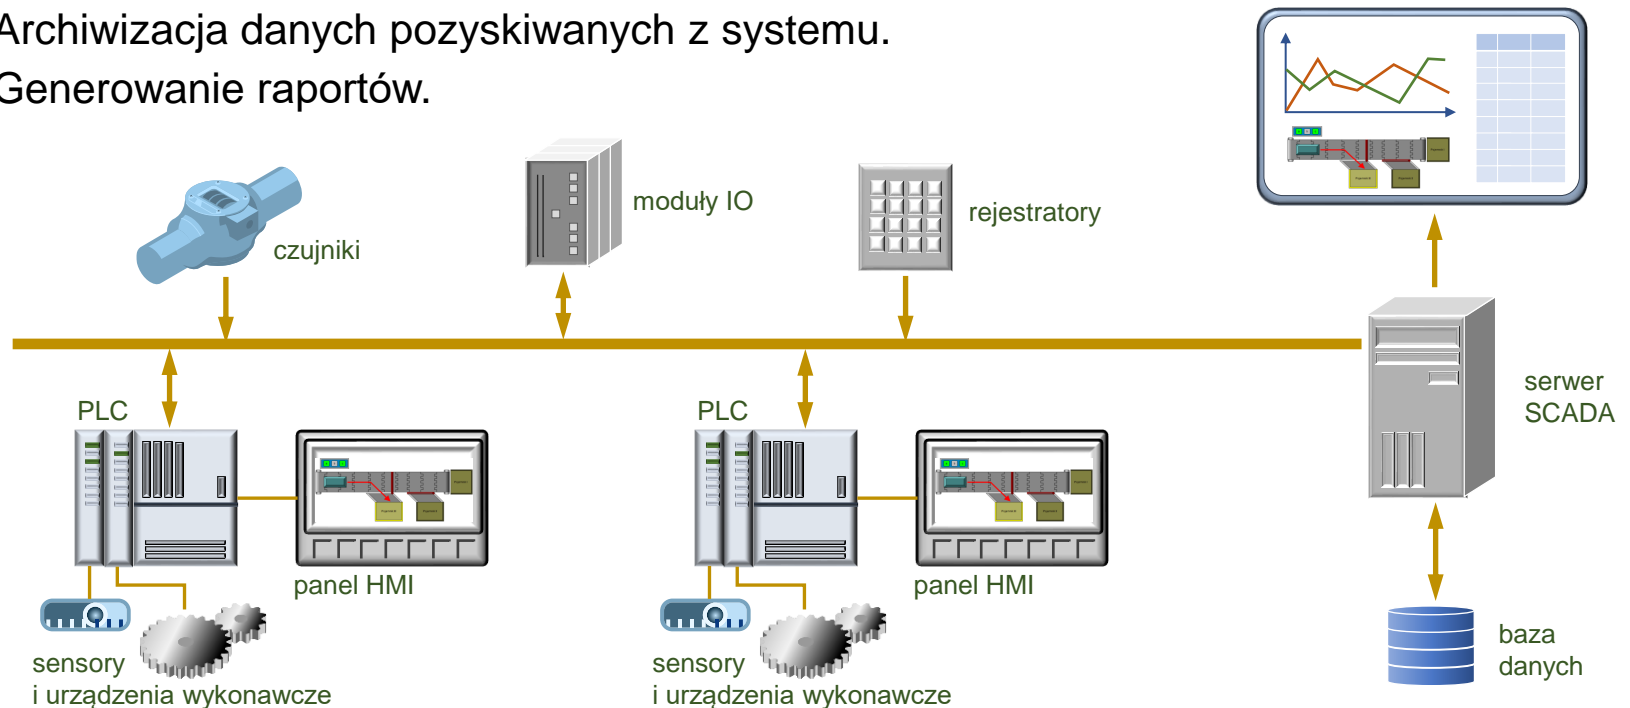 Archiwizacja danych pozyskiwanych z systemu.
Generowanie raportów.
czujniki
moduły IO
rejestratory
serwer
SCADA
PLC
panel HMI
sensory
i urządzenia wykonawcze
PLC
panel HMI
sensory
i urządzenia wykonawcze
baza
danych